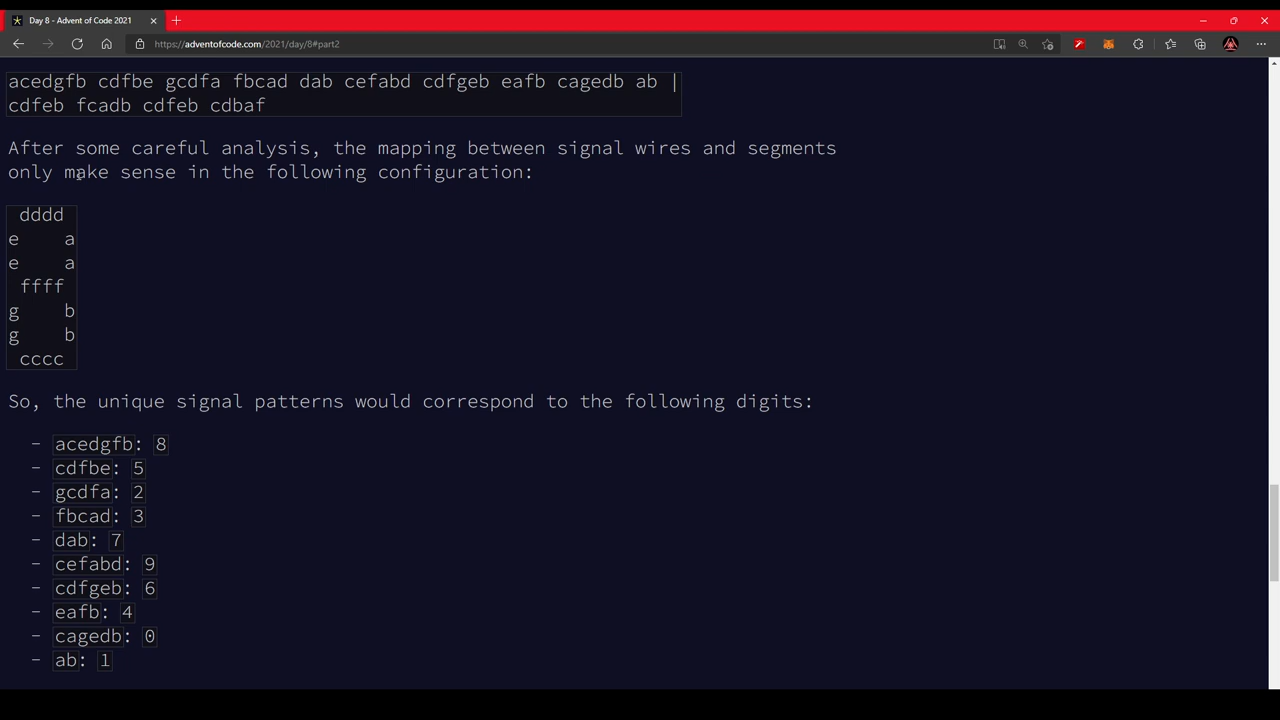 Day 8 - Advent of Code 2021
https://adventofcode.com/2021/day/8#part2
acedgfb cdfbe gcdfa fbcad dab cefabd cdfgeb eafb cagedb ab |
cdfeb fcadb cdfeb cdbaf
After some careful analysis, the mapping between signal wires and segments
only make sense in the following configuration:
dddd
e a
e a
ffff
g b
g b
cccc
So, the unique signal patterns would correspond to the following digits:
- acedgfb: 8
- cdfbe: 5
- gcdfa: 2
- fbcad: 3
- dab: 7
- cefabd: 9
- cdfgeb: 6
- eafb: 4
- cagedb: 0
- ab: 1